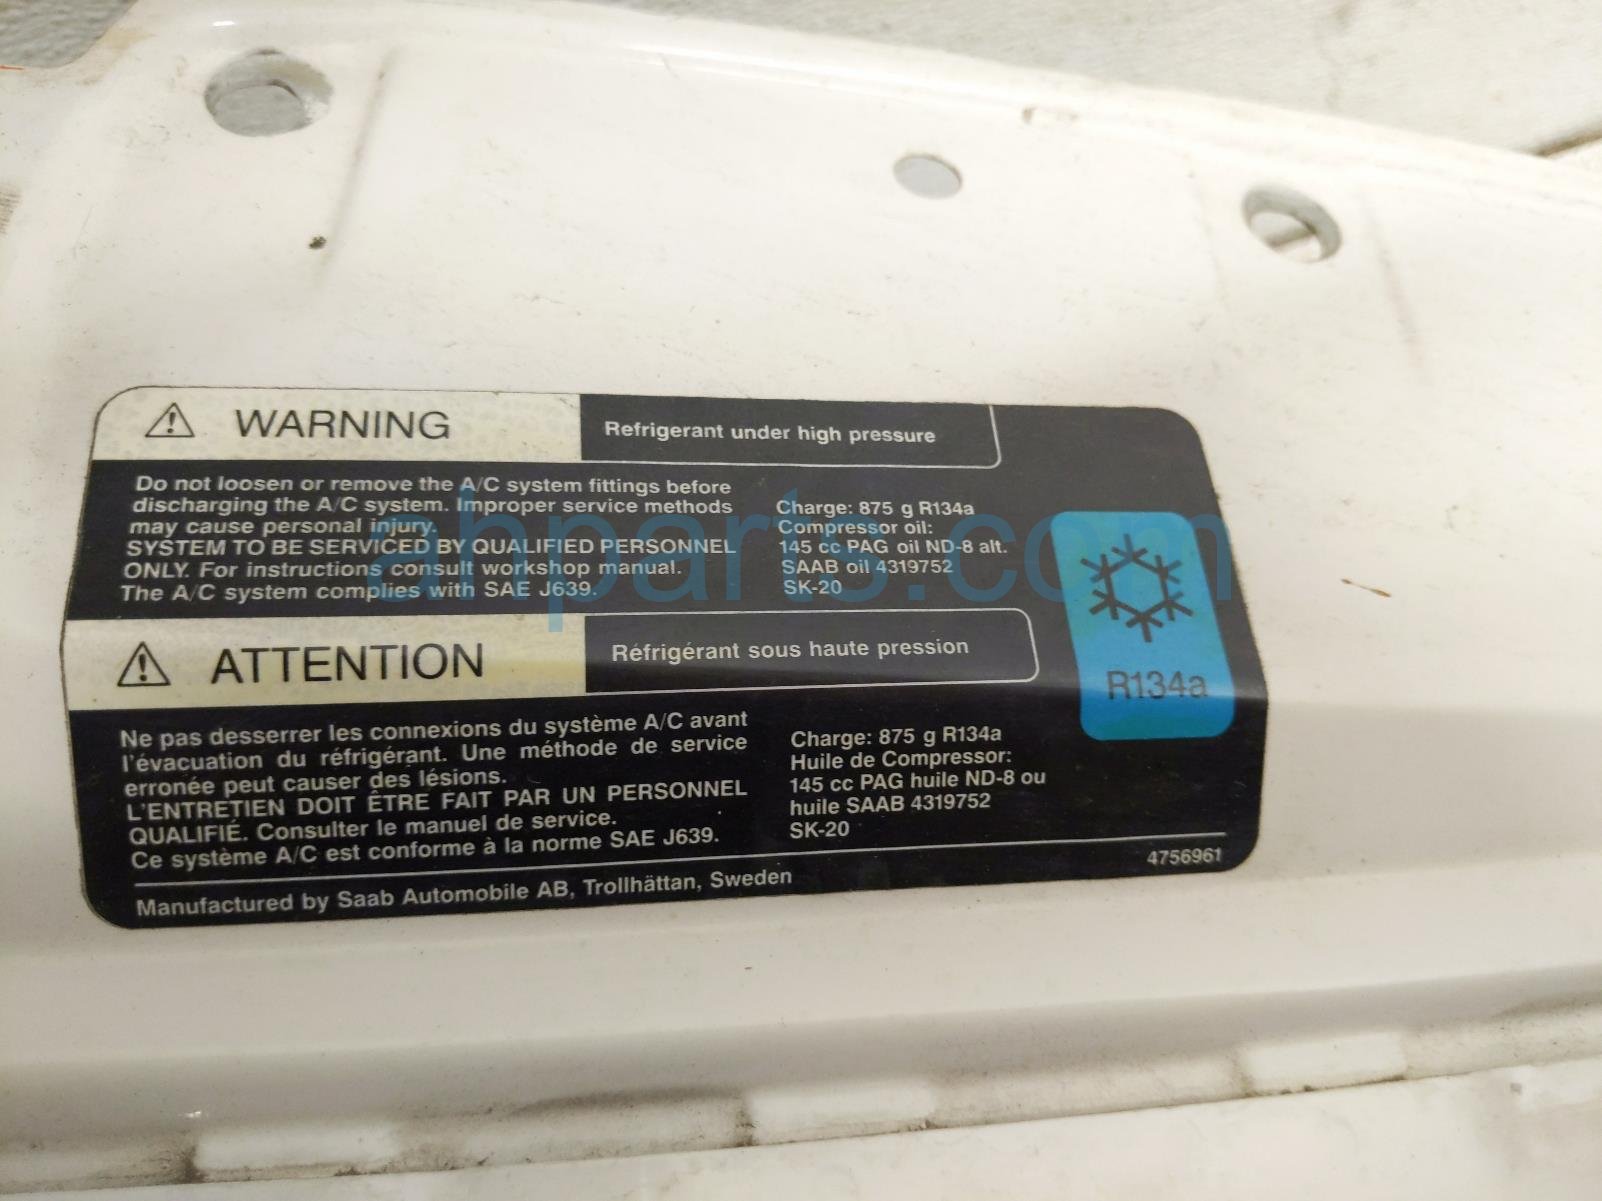 WARNING
Refrigerant under high pressure
Do not loosen or remove the A/C system fittings before
discharging the A/C system. Improper service methods
may cause personal injury.
SYSTEM TO BE SERVICED BY QUALIFIED PERSONNEL
ONLY. For instructions consult workshop manual.
The A/C system complies with SAE J639.
Charge: 875 g R134a
Compressor oil:
145 cc PAG oil ND-8 alt.
SAAB oil 4319752
SK-20
R134a
ATTENTION
Réfrigérant sous haute pression
Ne pas desserrer les connexions du système A/C avant
l'évacuation du réfrigérant. Une méthode de service
erronée peut causer des lésions.
L'ENTRETIEN DOIT ÊTRE FAIT PAR UN PERSONNEL
QUALIFIÉ. Consulter le manuel de service.
Ce système A/C est conforme à la norme SAE J639.
Charge: 875 g R134a
Huile de Compressor:
145 cc PAG huile ND-8 ou
huile SAAB 4319752
SK-20
4756961
Manufactured by Saab Automobile AB, Trollhättan, Sweden
ahparts.com